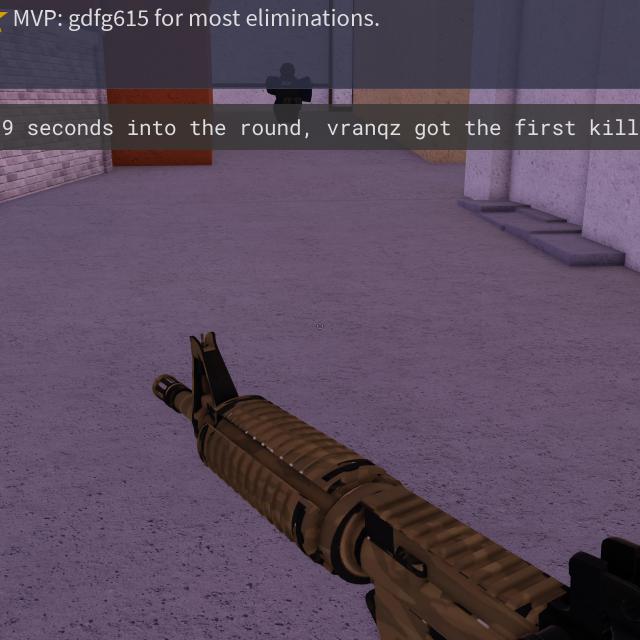 MVP: gdfg615 for most eliminations.
9 seconds into the round, vranqz got the first kill